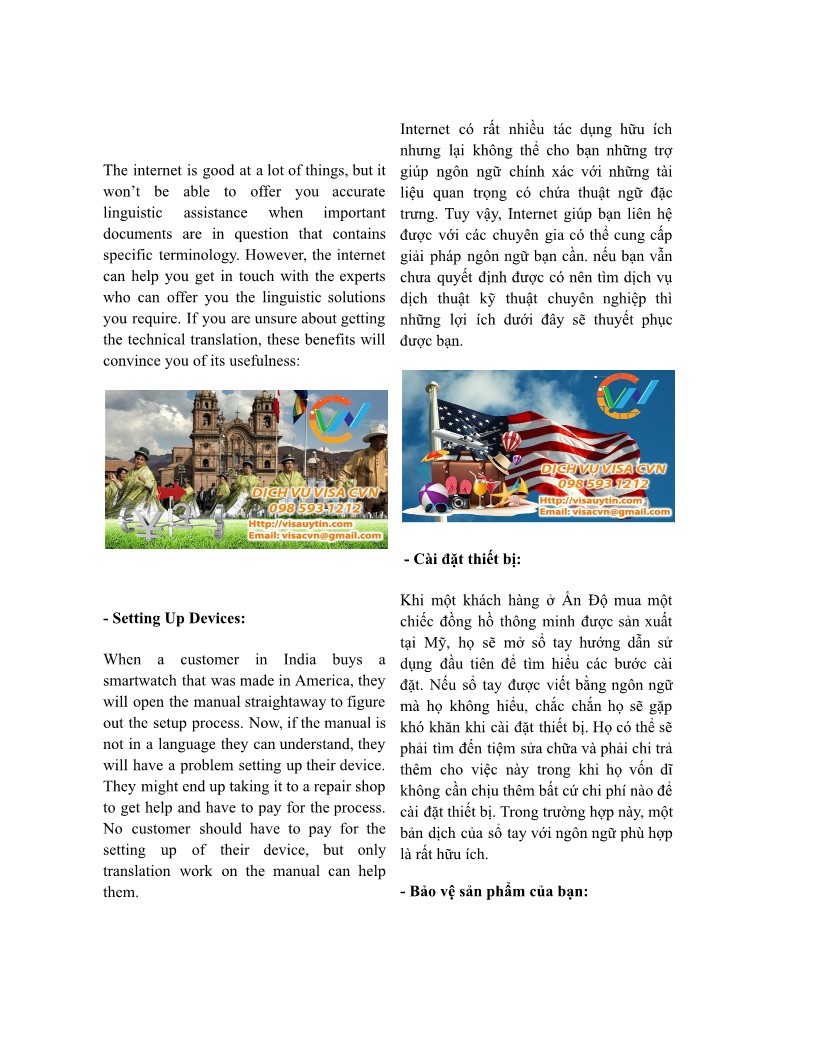 The internet is good at a lot of things, but it
won’t be able to offer you accurate
linguistic assistance when important
documents are in question that contains
specific terminology. However, the internet
can help you get in touch with the experts
who can offer you the linguistic solutions
you require. If you are unsure about getting
the technical translation, these benefits will
convince you of its usefulness:
DỊCH VỤ VISA CVN
098 593 1212
Http://visauytin.com
Email: visacvn@gmail.com
- Setting Up Devices:
When a customer in India buys a
smartwatch that was made in America, they
will open the manual straightaway to figure
out the setup process. Now, if the manual is
not in a language they can understand, they
will have a problem setting up their device.
They might end up taking it to a repair shop
to get help and have to pay for the process.
No customer should have to pay for the
setting up of their device, but only
translation work on the manual can help
them.
Internet có rất nhiều tác dụng hữu ích
nhưng lại không thể cho bạn những trợ
giúp ngôn ngữ chính xác với những tài
liệu quan trọng có chứa thuật ngữ đặc
trưng. Tuy vậy, Internet giúp bạn liên hệ
được với các chuyên gia có thể cung cấp
giải pháp ngôn ngữ bạn cần. nếu bạn vẫn
chưa quyết định được có nên tìm dịch vụ
dịch thuật kỹ thuật chuyên nghiệp thì
những lợi ích dưới đây sẽ thuyết phục
được bạn.
DỊCH VỤ VISA CVN
098 593 1212
Http://visauytin.com
Email: visacvn@gmail.com
- Cài đặt thiết bị:
Khi một khách hàng ở Ấn Độ mua một
chiếc đồng hồ thông minh được sản xuất
tại Mỹ, họ sẽ mở sổ tay hướng dẫn sử
dụng đầu tiên để tìm hiểu các bước cài
đặt. Nếu sổ tay được viết bằng ngôn ngữ
mà họ không hiểu, chắc chắn họ sẽ gặp
khó khăn khi cài đặt thiết bị. Họ có thể sẽ
phải tìm đến tiệm sửa chữa và phải chi trả
thêm cho việc này trong khi họ vốn dĩ
không cần chịu thêm bất cứ chi phí nào để
cài đặt thiết bị. Trong trường hợp này, một
bản dịch của sổ tay với ngôn ngữ phù hợp
là rất hữu ích.
- Bảo vệ sản phẩm của bạn: